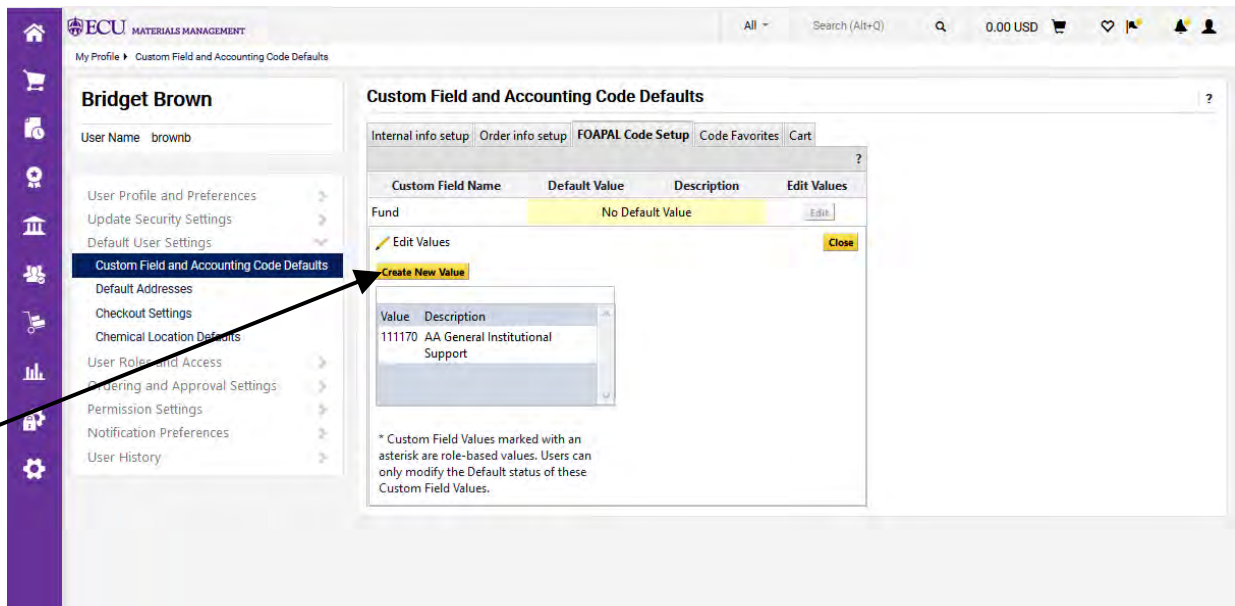 ECU MATERIALS MANAGEMENT
All
Search (Alt+Q)
0.00 USD
My Profile Custom Field and Accounting Code Defaults
Bridget Brown
User Name brownb
User Profile and Preferences
Update Security Settings
Default User Settings
Custom Field and Accounting Code Defaults
Default Addresses
Checkout Settings
Chemical Location Defaults
User Roles and Access
Ordering and Approval Settings
Permission Settings
Notification Preferences
User History
Custom Field and Accounting Code Defaults ?
Internal info setup Order info setup FOAPAL Code Setup Code Favorites Cart
?
Custom Field Name Default Value Description Edit Values
Fund No Default Value Edit
Edit Values Close
Create New Value
Value Description
111170 AA General Institutional
Support
* Custom Field Values marked with an
asterisk are role-based values. Users can
only modify the Default status of these
Custom Field Values.